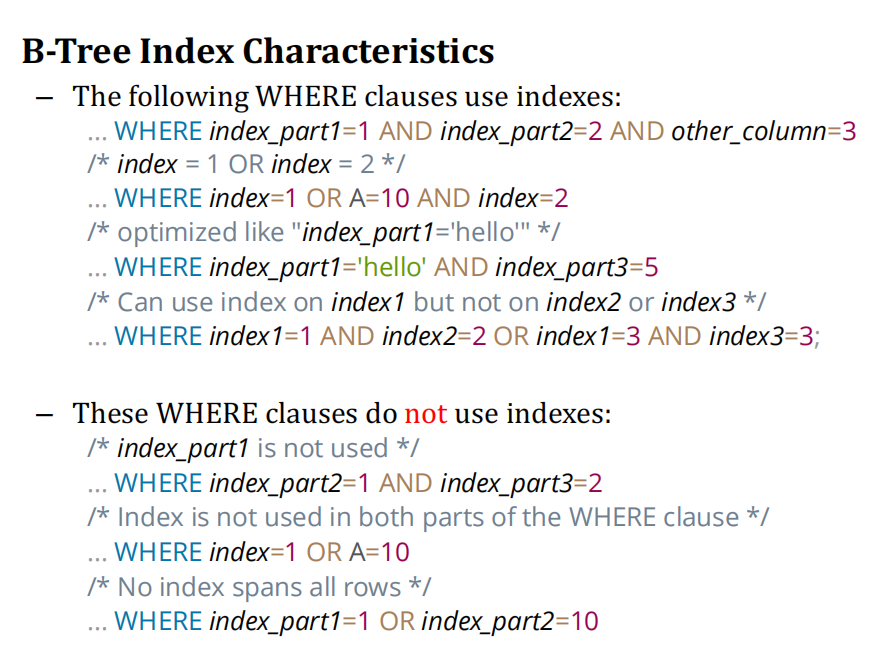 B-Tree Index Characteristics
– The following WHERE clauses use indexes:
... WHERE index_part1=1 AND index_part2=2 AND other_column=3
/* index = 1 OR index = 2 */
... WHERE index=1 OR A=10 AND index=2
/* optimized like "index_part1='hello'" */
... WHERE index_part1='hello' AND index_part3=5
/* Can use index on index1 but not on index2 or index3 */
... WHERE index1=1 AND index2=2 OR index1=3 AND index3=3;
– These WHERE clauses do not use indexes:
/* index_part1 is not used */
... WHERE index_part2=1 AND index_part3=2
/* Index is not used in both parts of the WHERE clause */
... WHERE index=1 OR A=10
/* No index spans all rows */
... WHERE index_part1=1 OR index_part2=10